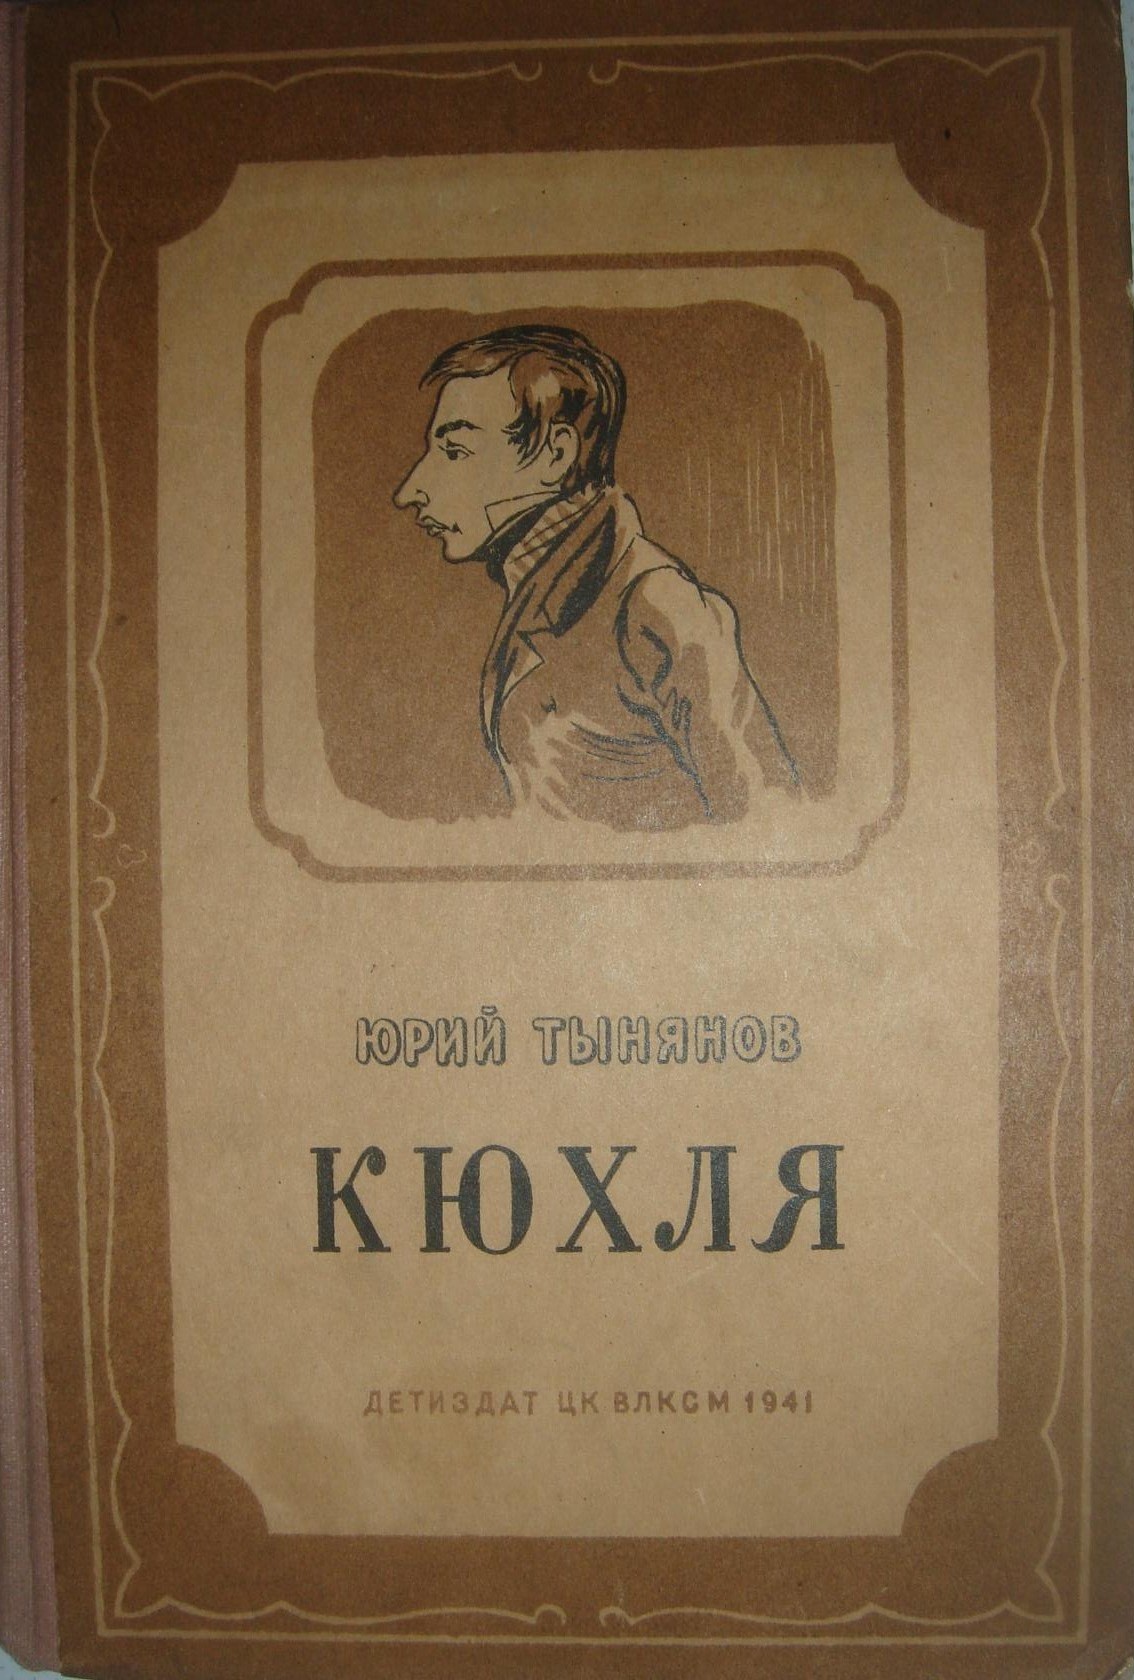 ЮРИЙ ТЫНЯНОВ
КЮХЛЯ
ДЕТИЗДАТ ЦК ВЛКСМ 1941